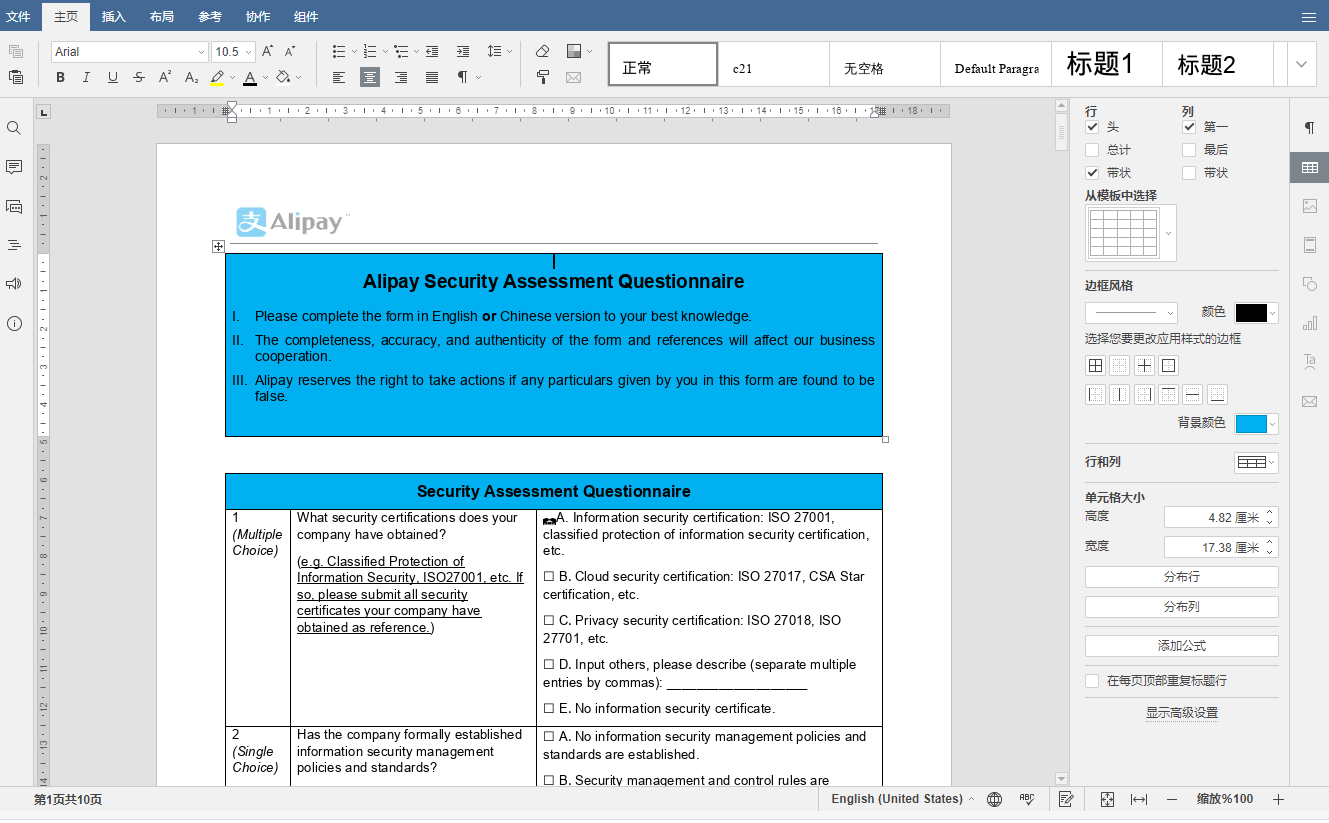 文件 主页 插入 布局 参考 协作 组件
Arial 10.5 正常 c21 无空格 Default Paragra 标题1 标题2
行 列
头 第一
总计 最后
带状 带状
从模板中选择
边框风格
颜色
选择您要更改应用样式的边框
背景颜色
行和列
单元格大小
高度 4.82 厘米
宽度 17.38 厘米
分布行
分布列
添加公式
在每页顶部重复标题行
显示高级设置
支 Alipay
Alipay Security Assessment Questionnaire
I. Please complete the form in English or Chinese version to your best knowledge.
II. The completeness, accuracy, and authenticity of the form and references will affect our business
cooperation.
III. Alipay reserves the right to take actions if any particulars given by you in this form are found to be
false.
Security Assessment Questionnaire
1
(Multiple
Choice)
What security certifications does your
company have obtained?
(e.g. Classified Protection of
Information Security, ISO27001, etc. If
so, please submit all security
certificates your company have
obtained as reference.)
A. Information security certification: ISO 27001,
classified protection of information security certification,
etc.
☐ B. Cloud security certification: ISO 27017, CSA Star
certification, etc.
☐ C. Privacy security certification: ISO 27018, ISO
27701, etc.
☐ D. Input others, please describe (separate multiple
entries by commas): ___________________
☐ E. No information security certificate.
2
(Single
Choice)
Has the company formally established
information security management
policies and standards?
☐ A. No information security management policies and
standards are established.
☐ B. Security management and control rules are
第1页共10页 English (United States) ABC 缩放%100